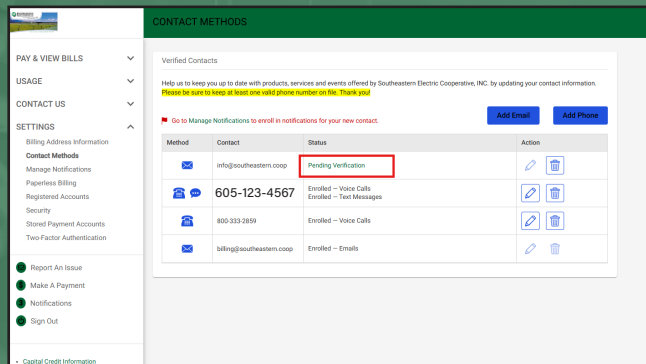 CONTACT METHODS
PAY & VIEW BILLS
USAGE
CONTACT US
SETTINGS
Billing Address Information
Contact Methods
Manage Notifications
Paperless Billing
Registered Accounts
Security
Stored Payment Accounts
Two-Factor Authentication
Report An Issue
Make A Payment
Notifications
Sign Out
Capital Credit Information
Verified Contacts
Help us to keep you up to date with products, services and events offered by Southeastern Electric Cooperative, INC. by updating your contact information.
Please be sure to keep at least one valid phone number on file. Thank you!
Go to Manage Notifications to enroll in notifications for your new contact.
Add Email
Add Phone
Method Contact Status Action
info@southeastern.coop Pending Verification
605-123-4567 Enrolled – Voice Calls
Enrolled – Text Messages
800-333-2859 Enrolled – Voice Calls
billing@southeastern.coop Enrolled – Emails